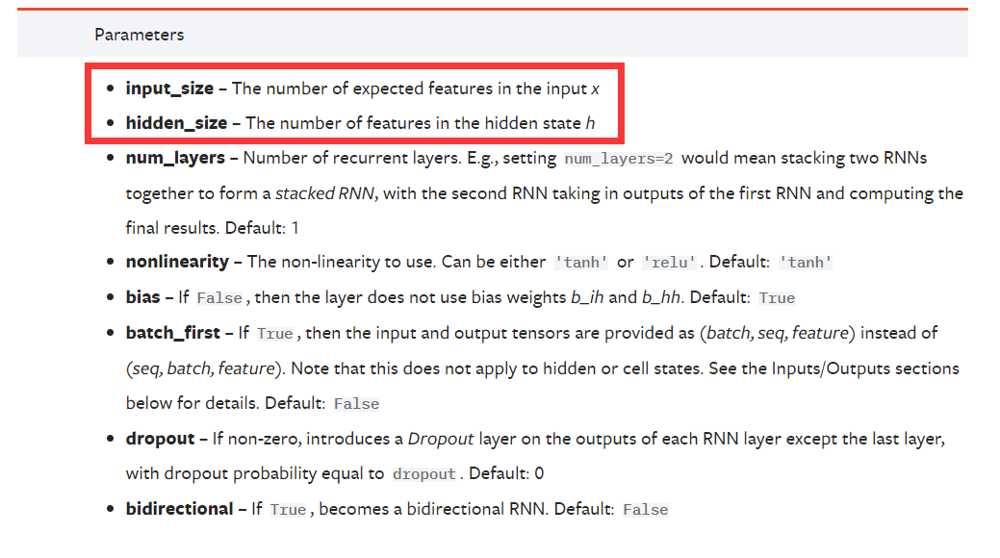 Parameters
• input_size – The number of expected features in the input x
• hidden_size – The number of features in the hidden state h
• num_layers – Number of recurrent layers. E.g., setting num_layers=2 would mean stacking two RNNs
together to form a stacked RNN, with the second RNN taking in outputs of the first RNN and computing the
final results. Default: 1
• nonlinearity – The non-linearity to use. Can be either 'tanh' or 'relu'. Default: 'tanh'
• bias – If False, then the layer does not use bias weights b_ih and b_hh. Default: True
• batch_first – If True, then the input and output tensors are provided as (batch, seq, feature) instead of
(seq, batch, feature). Note that this does not apply to hidden or cell states. See the Inputs/Outputs sections
below for details. Default: False
• dropout – If non-zero, introduces a Dropout layer on the outputs of each RNN layer except the last layer,
with dropout probability equal to dropout. Default: 0
• bidirectional – If True, becomes a bidirectional RNN. Default: False